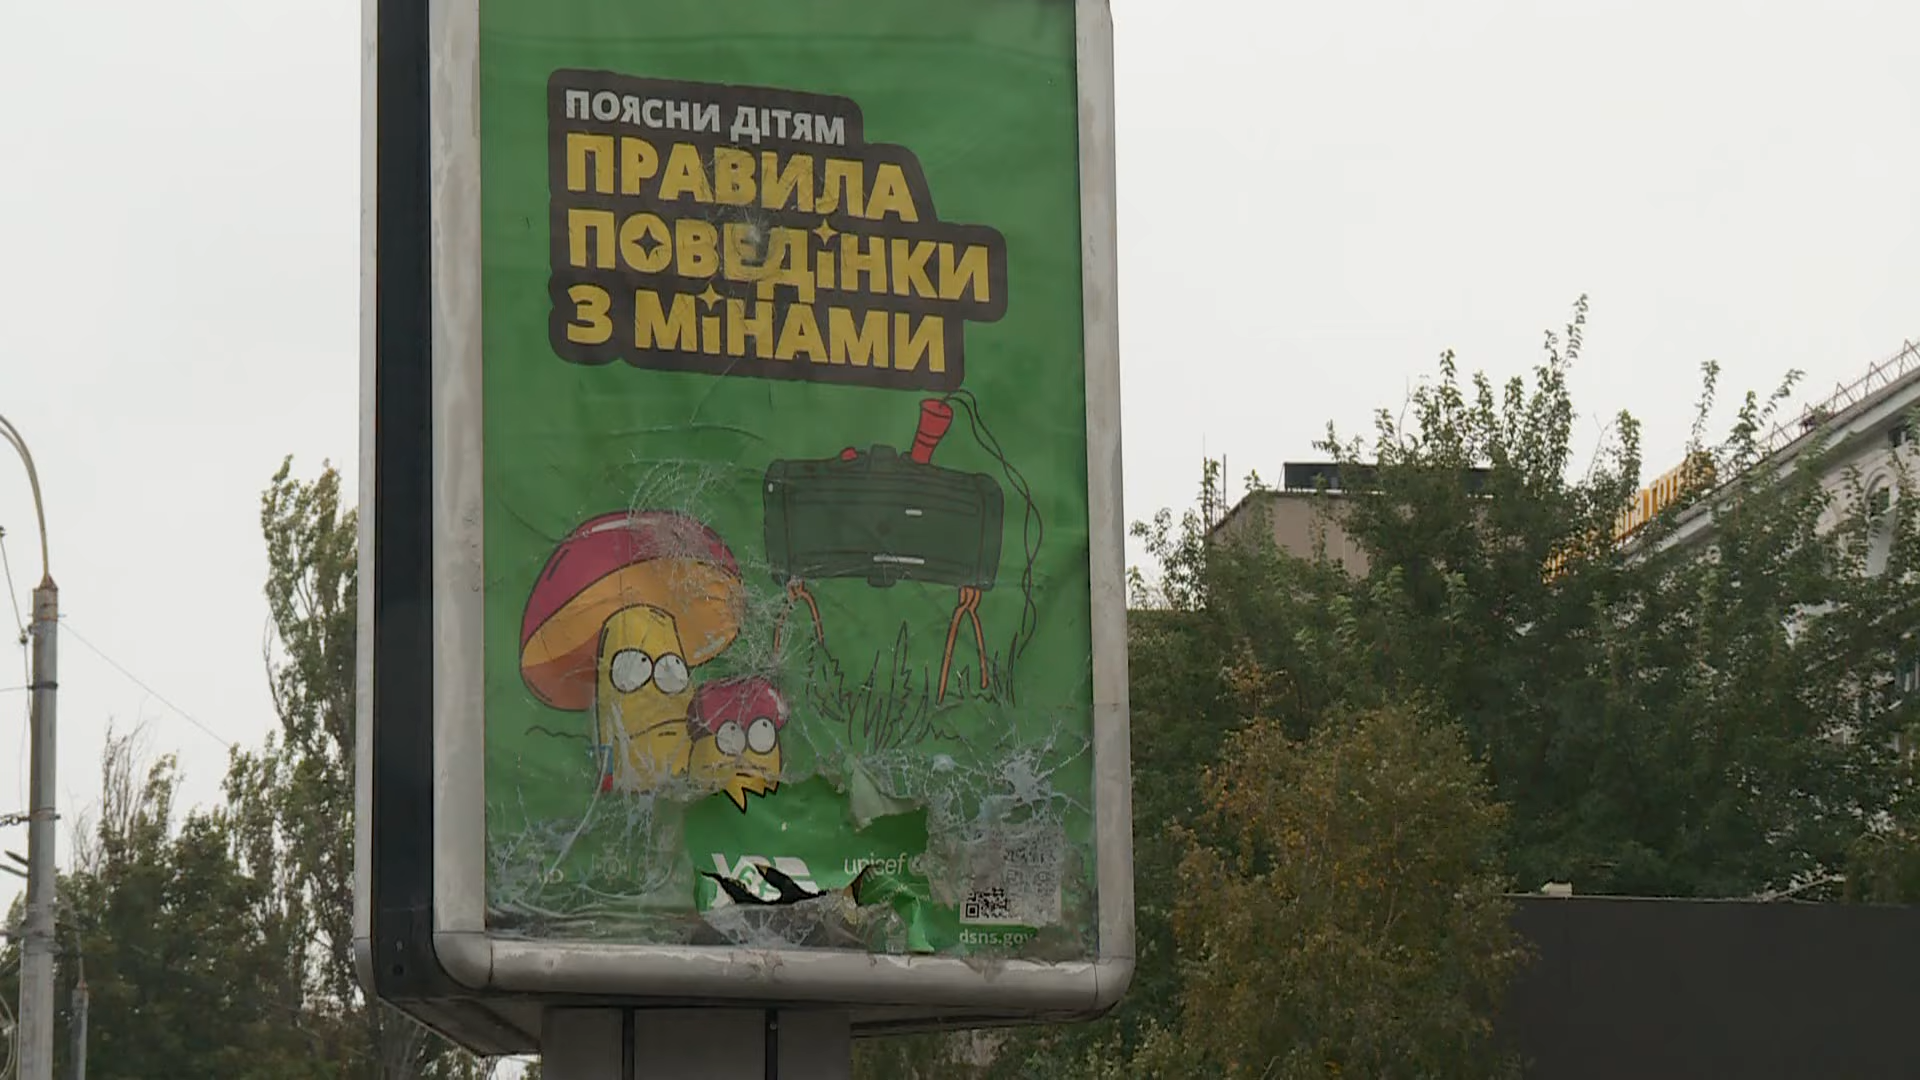 ПОЯСНИ ДІТЯМ
ПРАВИЛА
ПОВЕДІНКИ
З МІНАМИ
unicef
dsns.gov